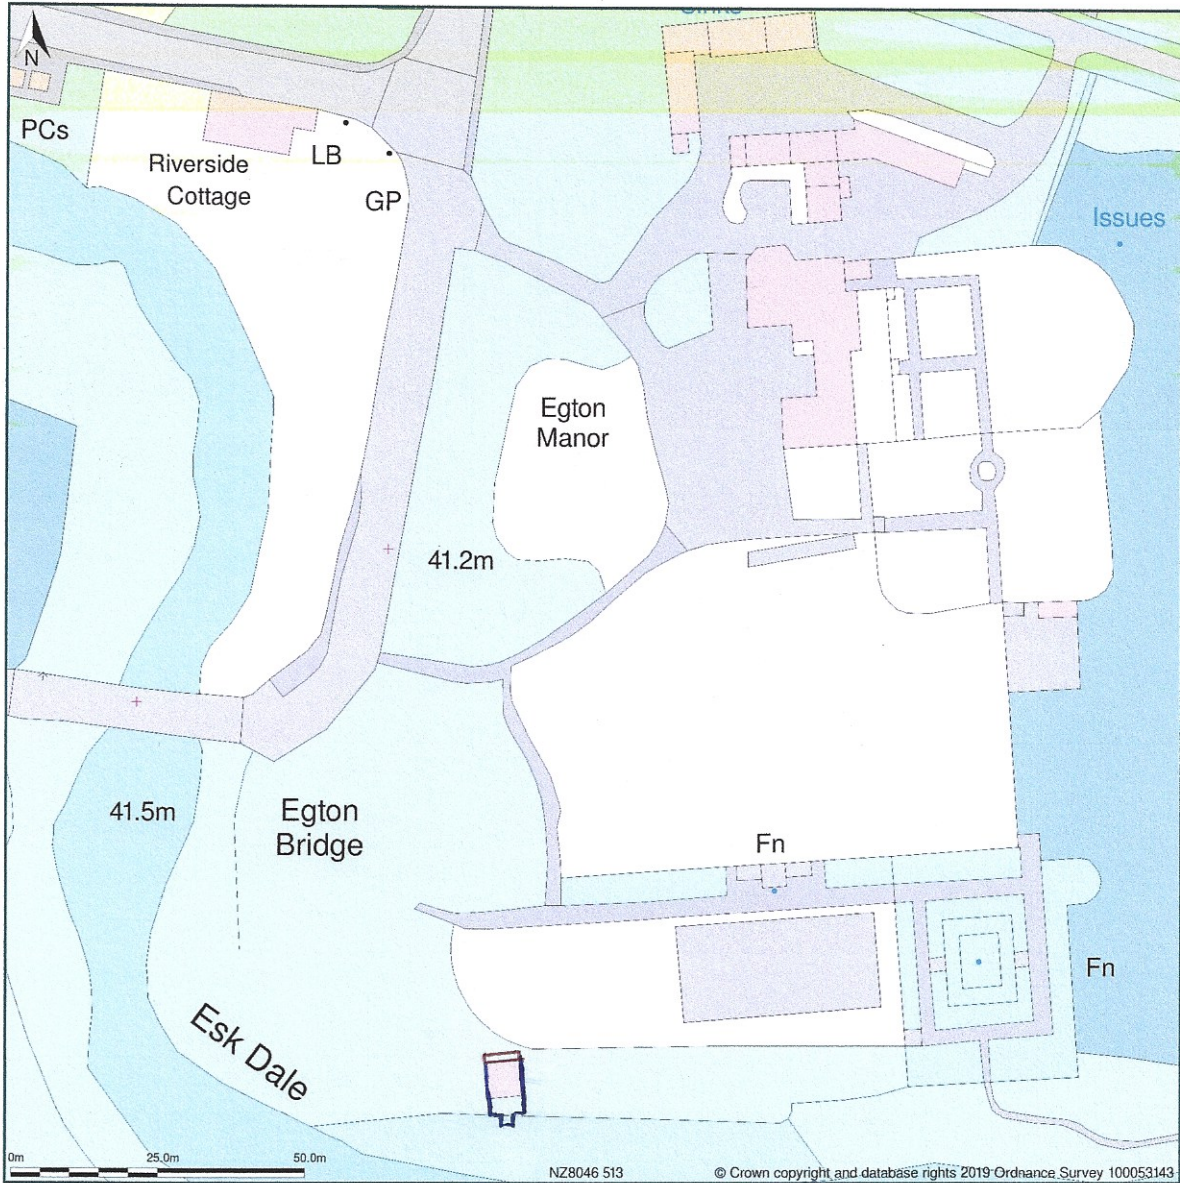 N
PCs
Riverside
Cottage
LB
GP
Issues
Egton
Manor
41.2m
41.5m
Egton
Bridge
Fn
Fn
Esk Dale
0m 25.0m 50.0m
NZ8046 513
© Crown copyright and database rights 2019 Ordnance Survey 100053143